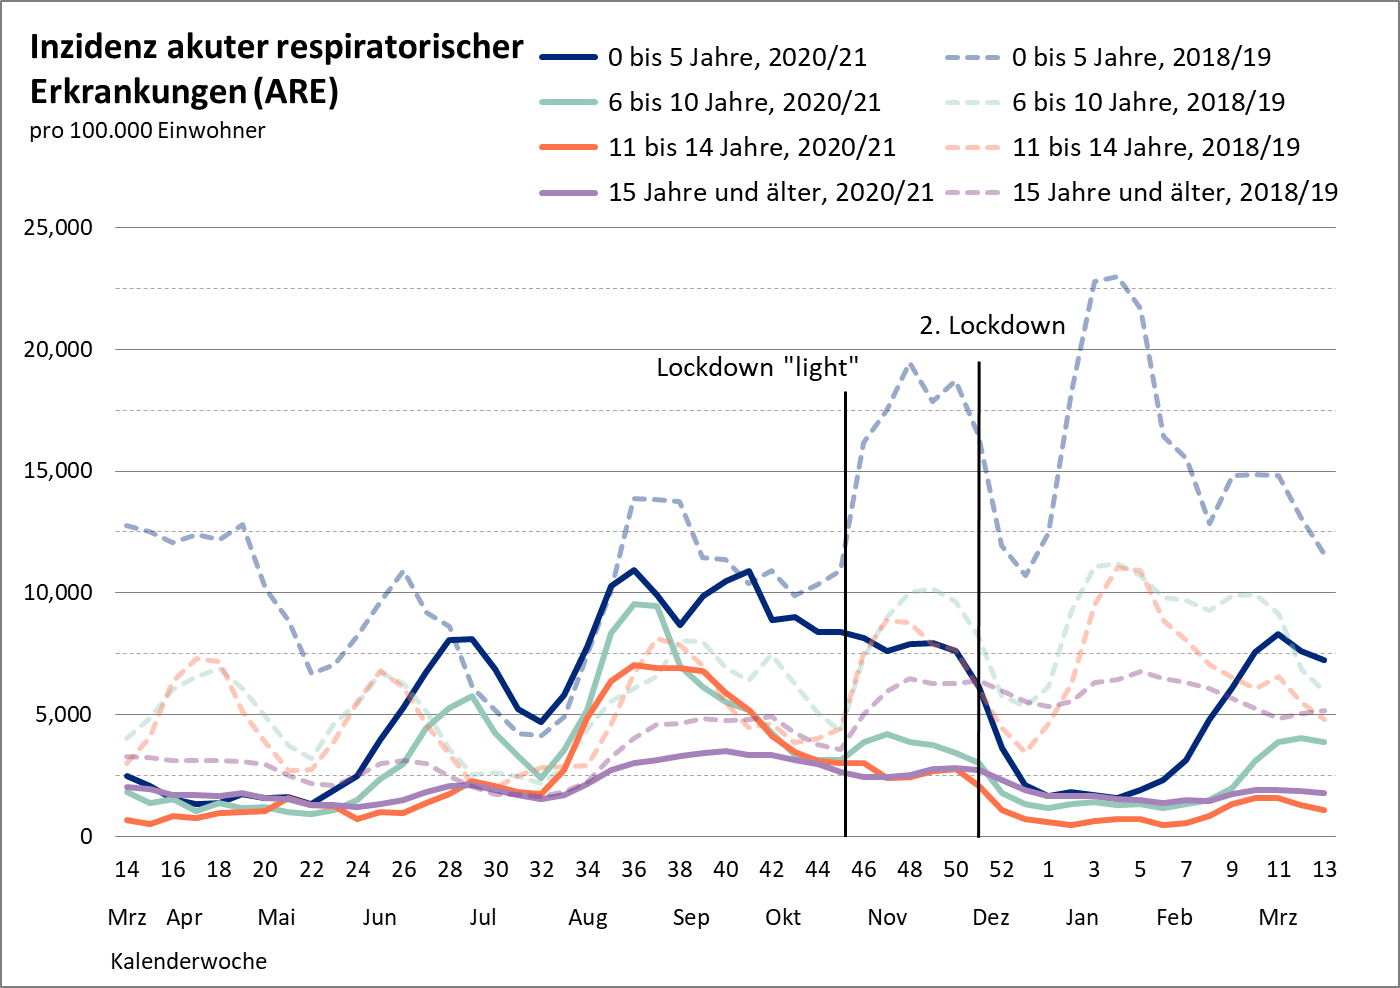 Inzidenz akuter respiratorischer
Erkrankungen (ARE)
pro 100.000 Einwohner
0 bis 5 Jahre, 2020/21
0 bis 5 Jahre, 2018/19
6 bis 10 Jahre, 2020/21
6 bis 10 Jahre, 2018/19
11 bis 14 Jahre, 2020/21
11 bis 14 Jahre, 2018/19
15 Jahre und älter, 2020/21
15 Jahre und älter, 2018/19
25,000
20,000
15,000
10,000
5,000
0
2. Lockdown
Lockdown "light"
14 16 18 20 22 24 26 28 30 32 34 36 38 40 42 44 46 48 50 52 1 3 5 7 9 11 13
Mrz Apr Mai Jun Jul Aug Sep Okt Nov Dez Jan Feb Mrz
Kalenderwoche